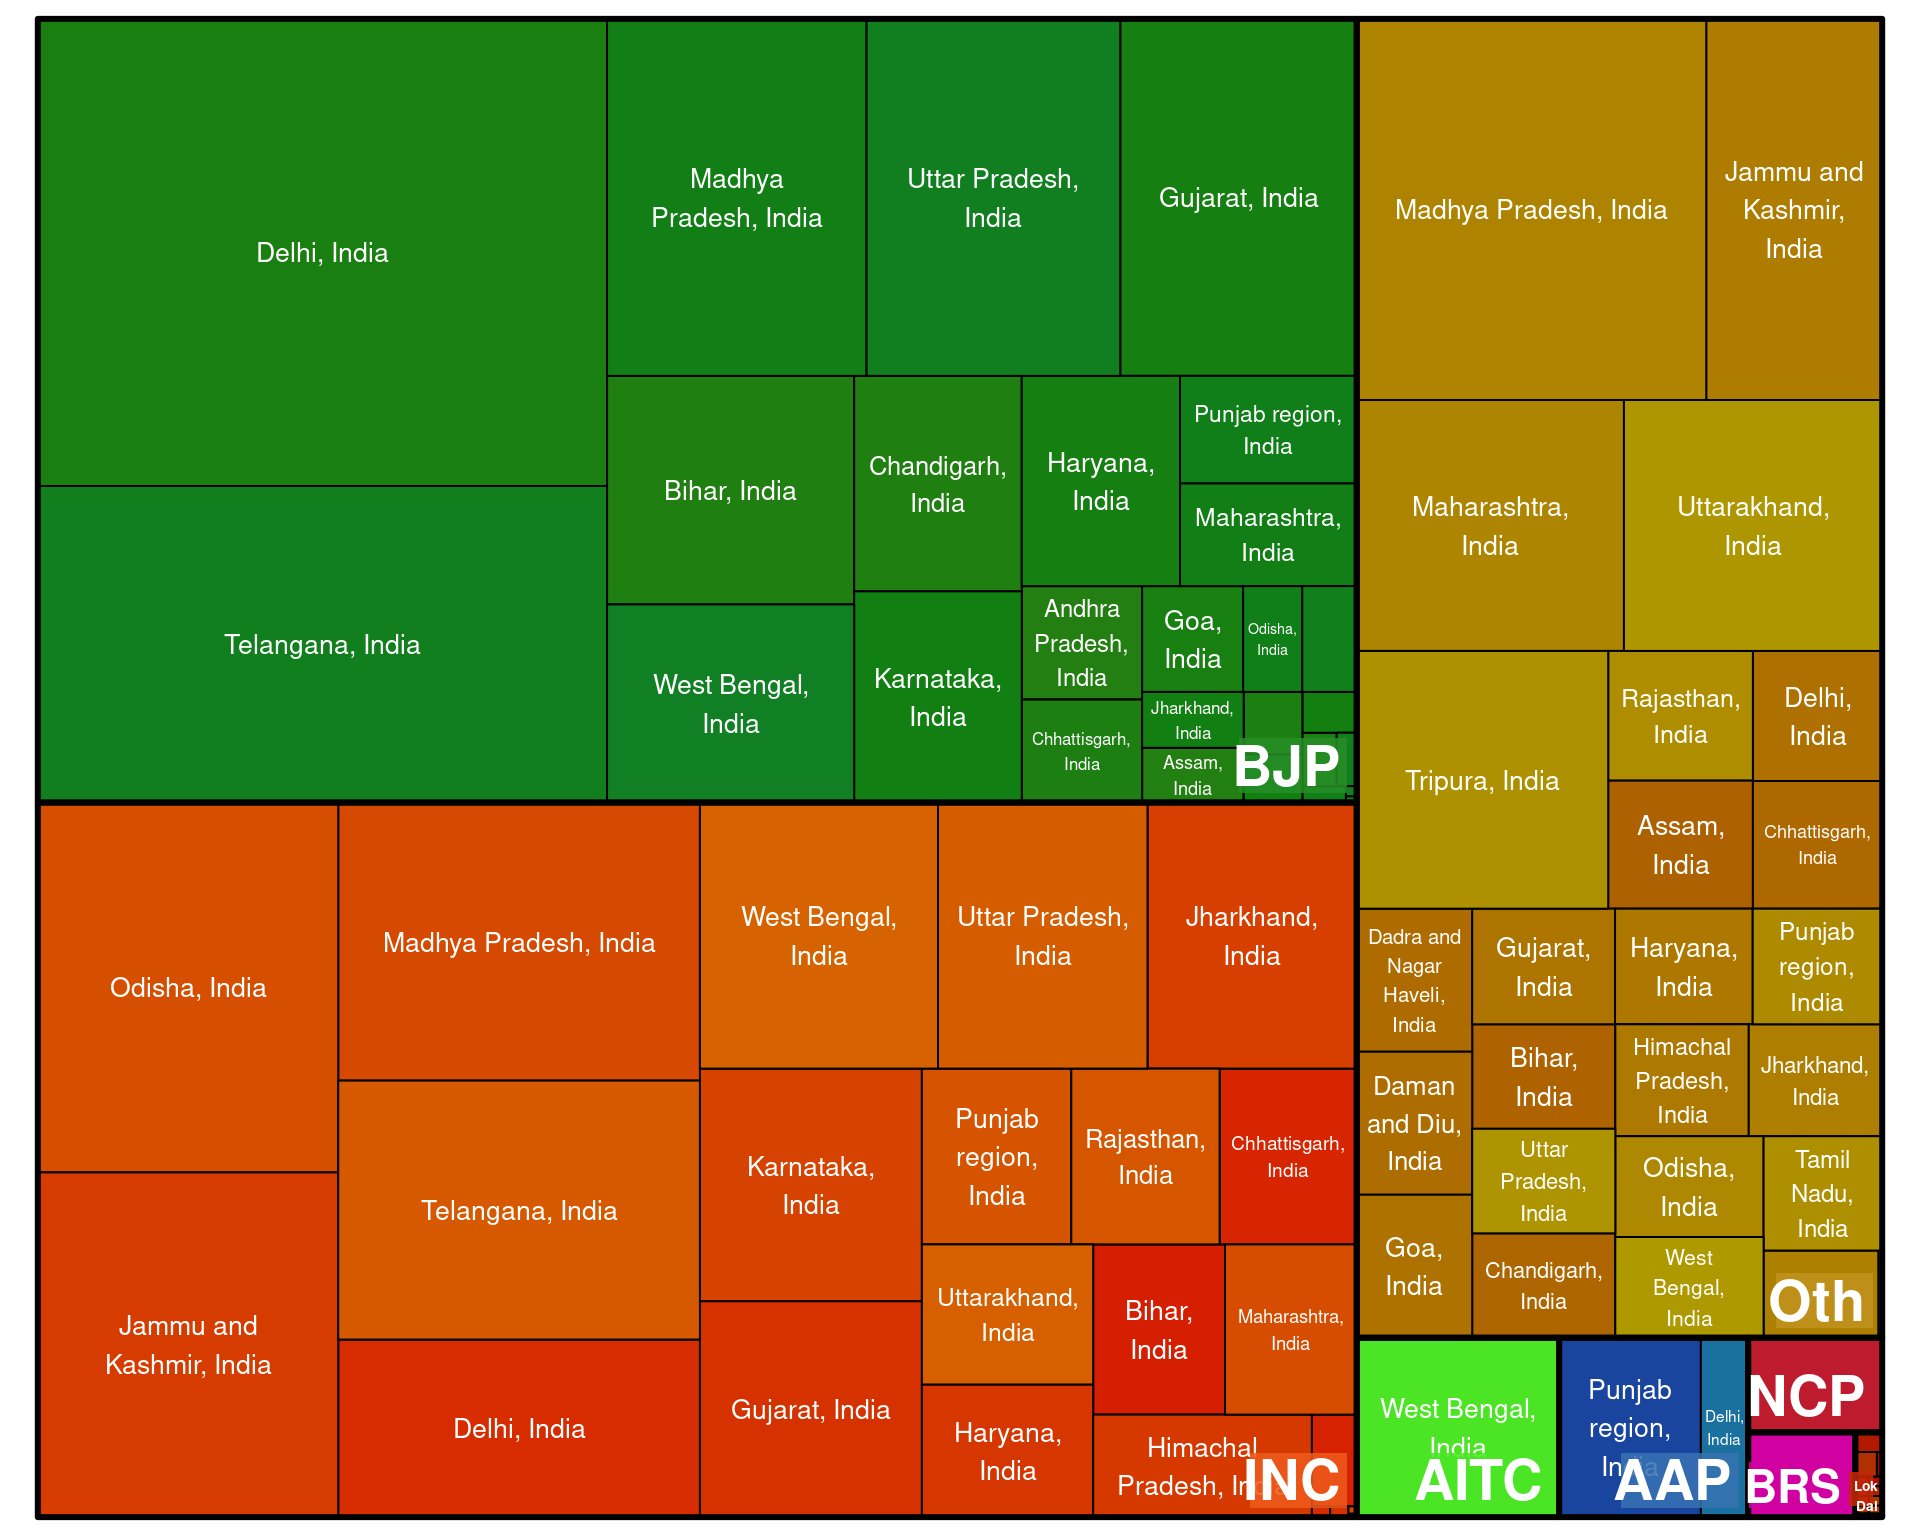 Delhi, India
Madhya
Pradesh, India
Uttar Pradesh,
India
Gujarat, India
Telangana, India
Bihar, India
Chandigarh,
India
Haryana,
India
Punjab region,
India
Maharashtra,
India
West Bengal,
India
Karnataka,
India
Andhra
Pradesh,
India
Goa,
India
Odisha,
India
Chhattisgarh,
India
Jharkhand,
India
Assam,
India
BJP
Odisha, India
Madhya Pradesh, India
West Bengal,
India
Uttar Pradesh,
India
Jharkhand,
India
Jammu and
Kashmir, India
Telangana, India
Delhi, India
Karnataka,
India
Gujarat, India
Punjab
region,
India
Rajasthan,
India
Chhattisgarh,
India
Uttarakhand,
India
Bihar,
India
Maharashtra,
India
Haryana,
India
Himachal
Pradesh, India
INC
Madhya Pradesh, India
Jammu and
Kashmir,
India
Maharashtra,
India
Uttarakhand,
India
Tripura, India
Rajasthan,
India
Delhi,
India
Assam,
India
Chhattisgarh,
India
Dadra and
Nagar
Haveli,
India
Gujarat,
India
Haryana,
India
Punjab
region,
India
Daman
and Diu,
India
Bihar,
India
Himachal
Pradesh,
India
Jharkhand,
India
Uttar
Pradesh,
India
Odisha,
India
Tamil
Nadu,
India
Goa,
India
Chandigarh,
India
West
Bengal,
India
Oth
West Bengal,
India
AITC
Punjab
region,
India
Delhi,
India
AAP
NCP
BRS
Lok
Dal